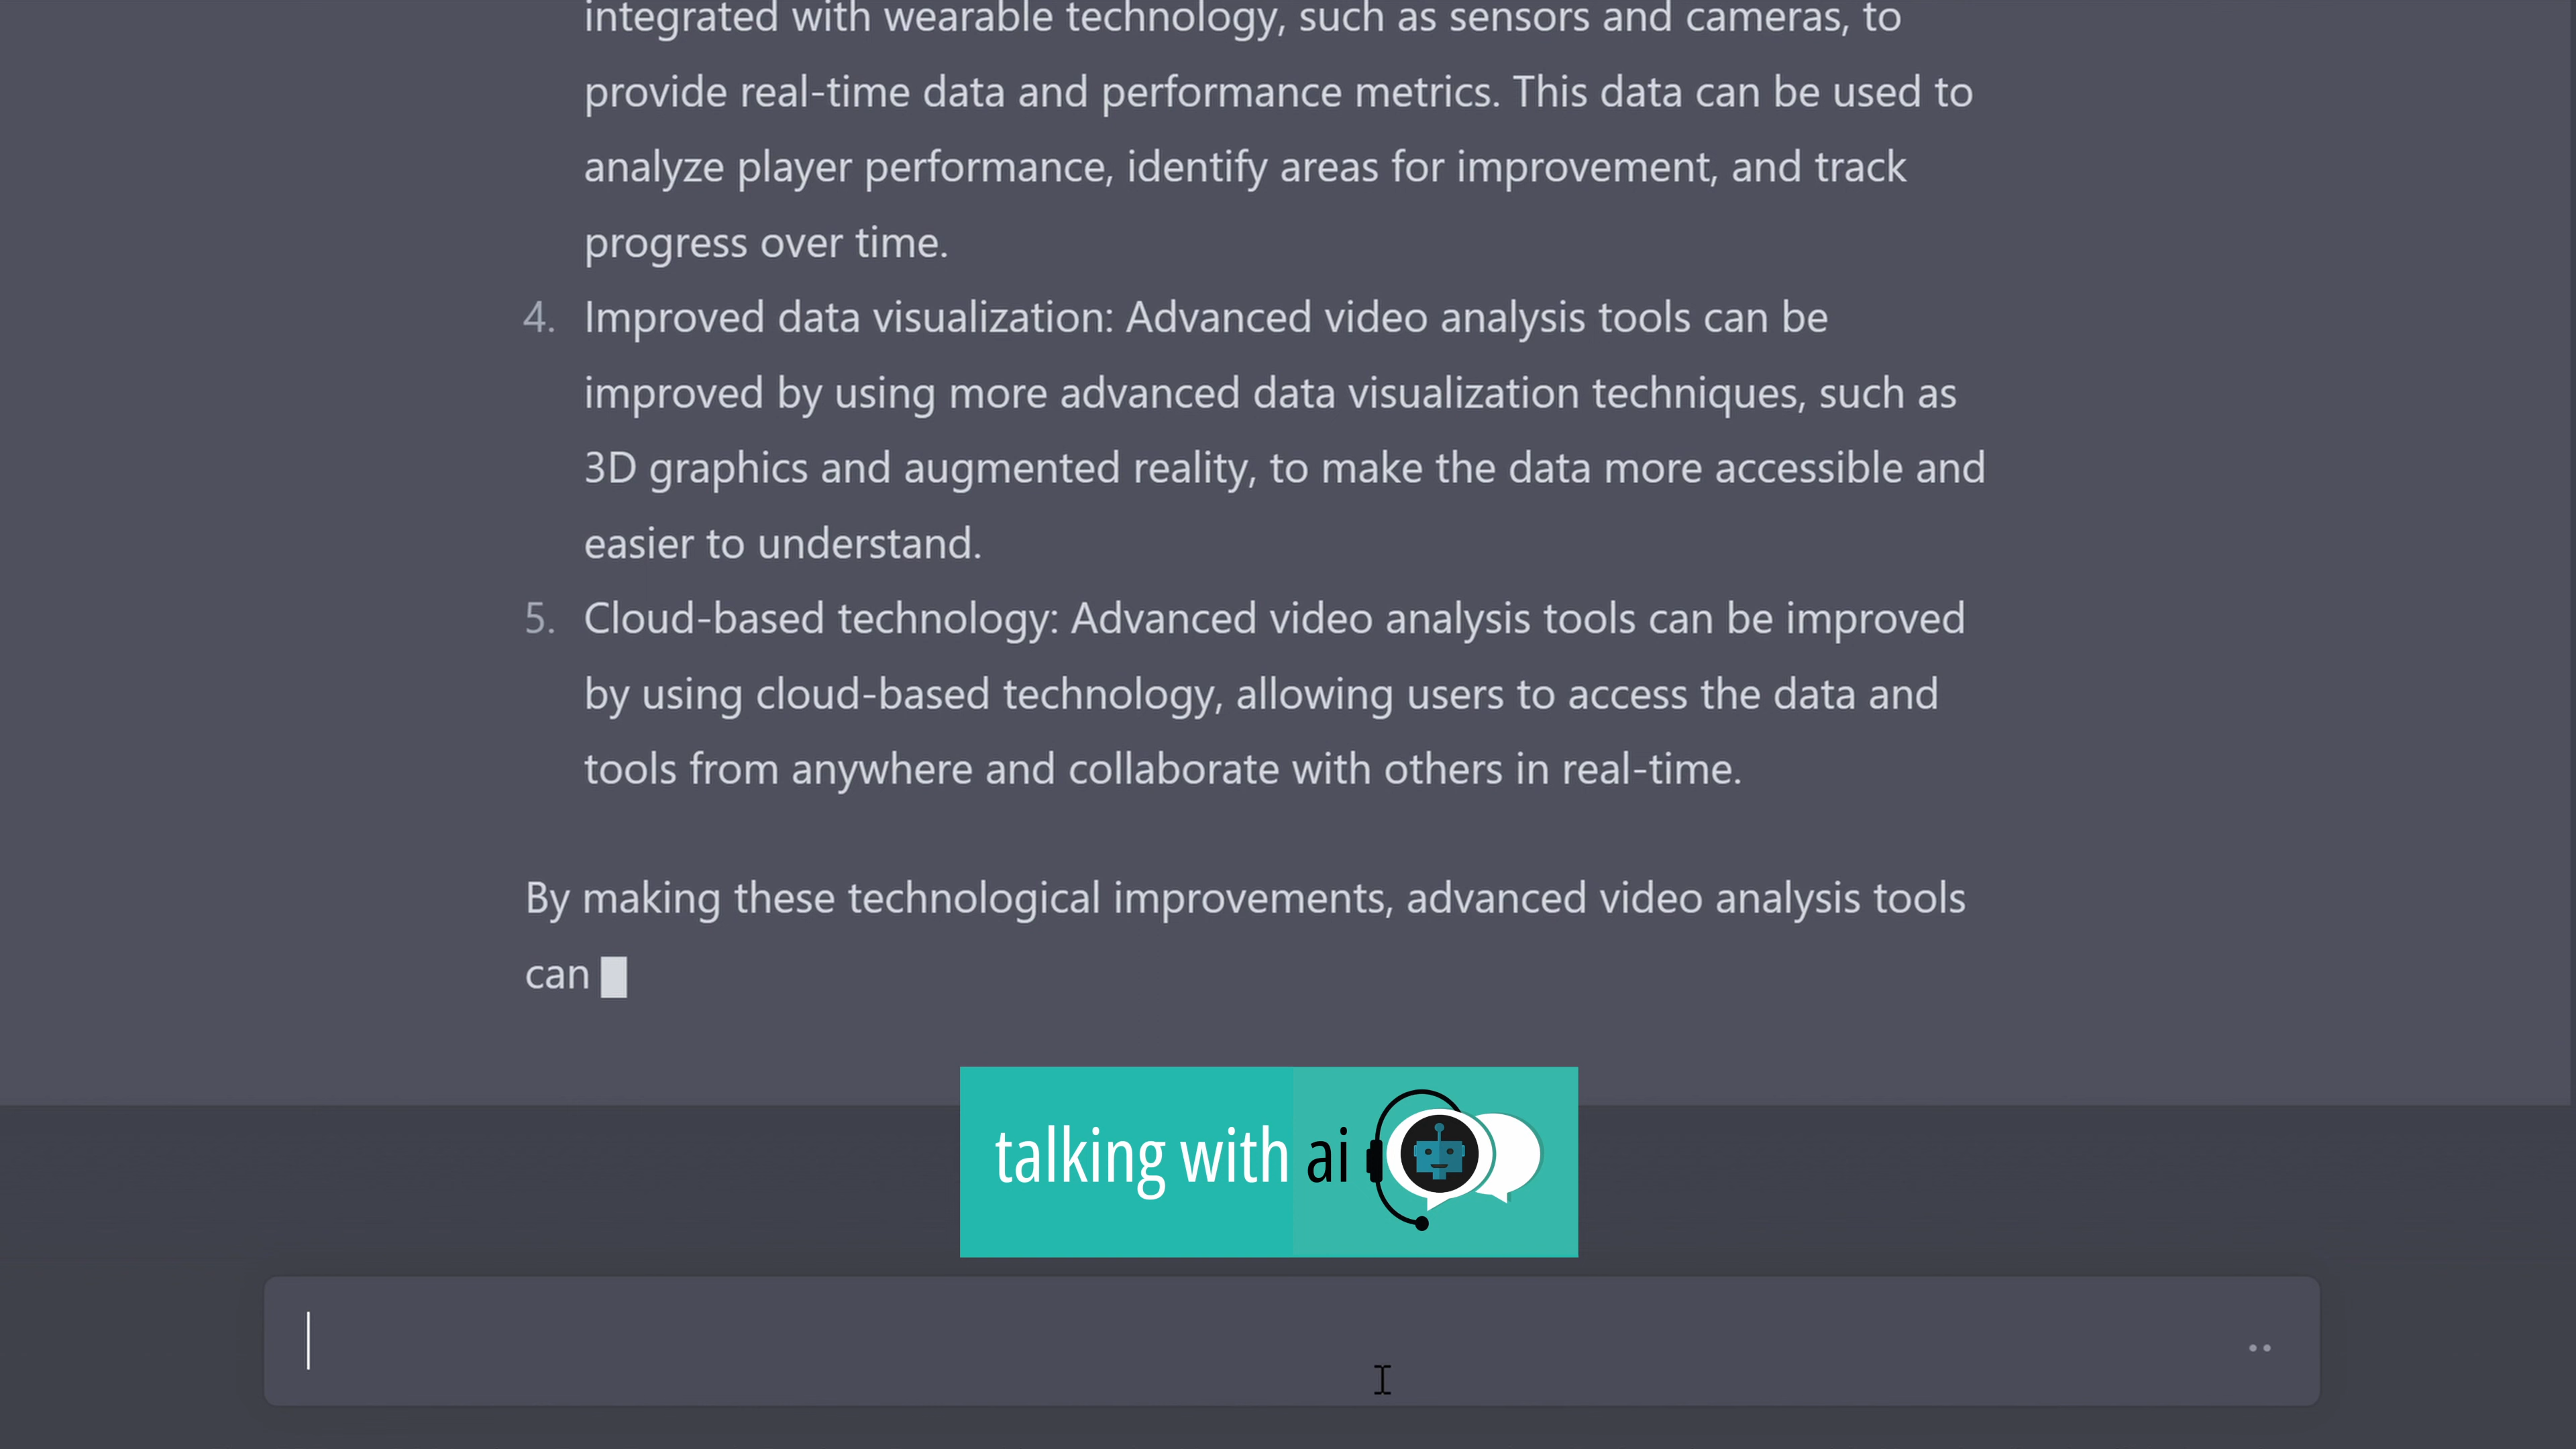 integrated with wearable technology, such as sensors and cameras, to
provide real-time data and performance metrics. This data can be used to
analyze player performance, identify areas for improvement, and track
progress over time.
4. Improved data visualization: Advanced video analysis tools can be
improved by using more advanced data visualization techniques, such as
3D graphics and augmented reality, to make the data more accessible and
easier to understand.
5. Cloud-based technology: Advanced video analysis tools can be improved
by using cloud-based technology, allowing users to access the data and
tools from anywhere and collaborate with others in real-time.
By making these technological improvements, advanced video analysis tools
can
talking with ai